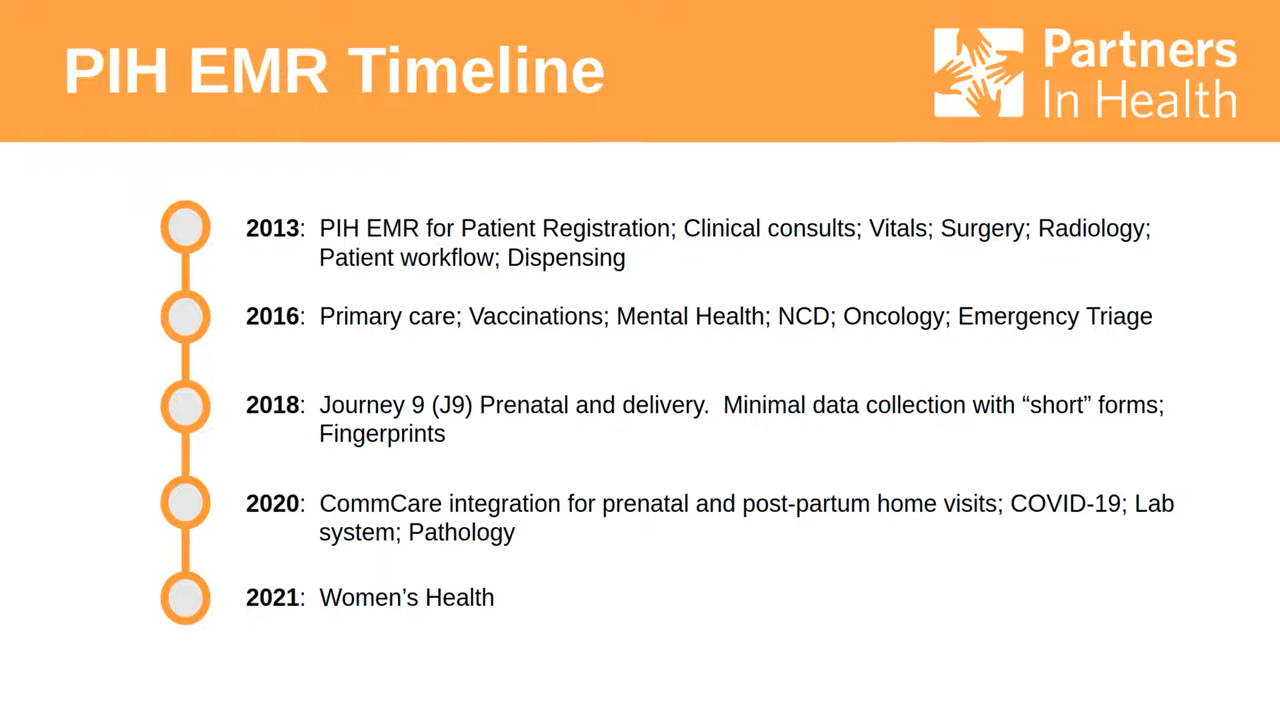 PIH EMR Timeline
Partners
In Health
2013: PIH EMR for Patient Registration; Clinical consults; Vitals; Surgery; Radiology;
Patient workflow; Dispensing
2016: Primary care; Vaccinations; Mental Health; NCD; Oncology; Emergency Triage
2018: Journey 9 (J9) Prenatal and delivery. Minimal data collection with “short” forms;
Fingerprints
2020: CommCare integration for prenatal and post-partum home visits; COVID-19; Lab
system; Pathology
2021: Women’s Health